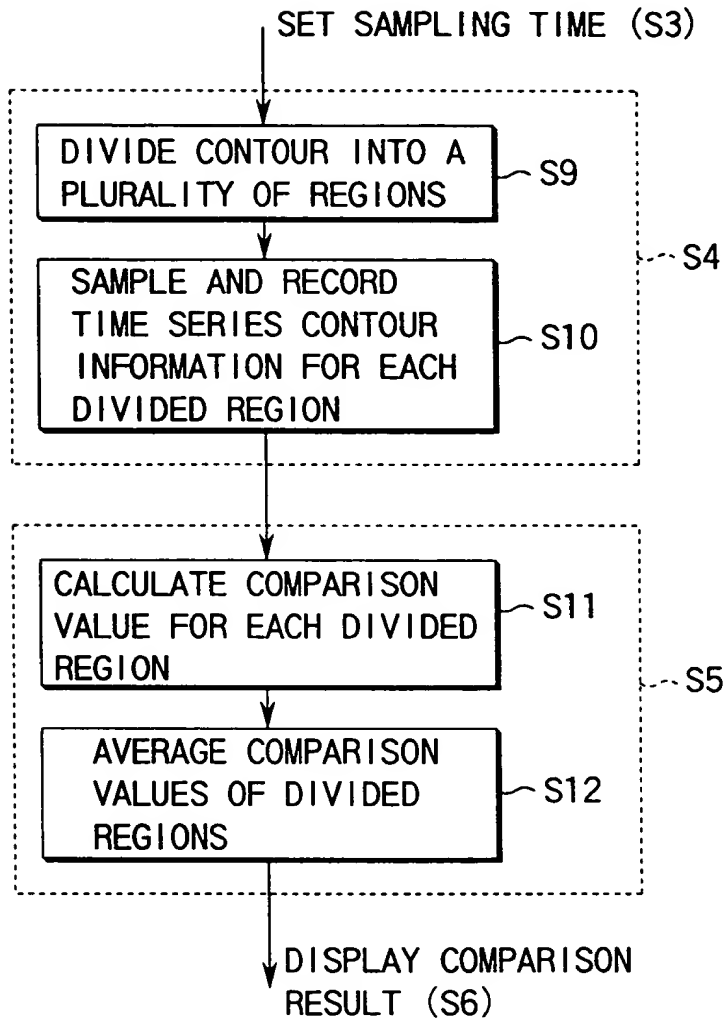 SET SAMPLING TIME (S3)
DIVIDE CONTOUR INTO A
PLURALITY OF REGIONS
S9
S4
SAMPLE AND RECORD
TIME SERIES CONTOUR
INFORMATION FOR EACH
DIVIDED REGION
S10
CALCULATE COMPARISON
VALUE FOR EACH DIVIDED
REGION
S11
S5
AVERAGE COMPARISON
VALUES OF DIVIDED
REGIONS
S12
DISPLAY COMPARISON
RESULT (S6)